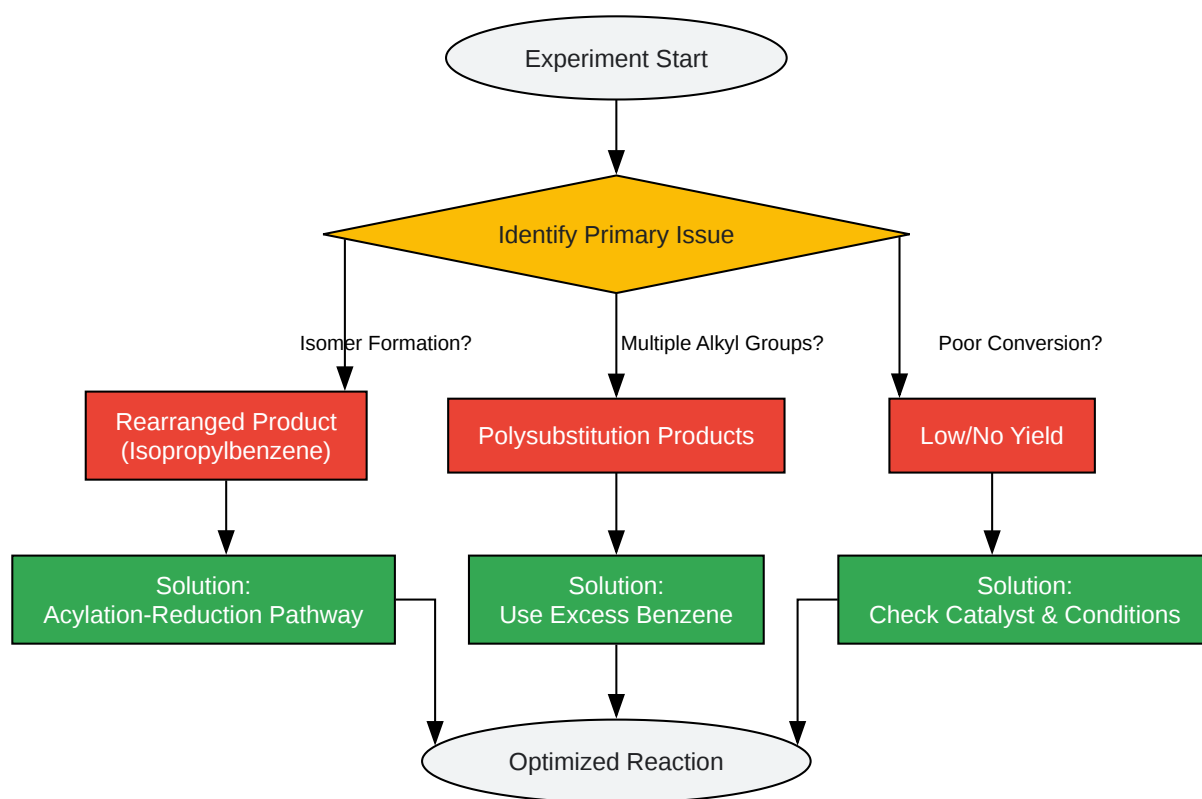 Experiment Start
Identify Primary Issue
Isomer Formation?
Multiple Alkyl Groups?
Poor Conversion?
Rearranged Product
(Isopropylbenzene)
Polysubstitution Products
Low/No Yield
Solution:
Acylation-Reduction Pathway
Solution:
Use Excess Benzene
Solution:
Check Catalyst & Conditions
Optimized Reaction